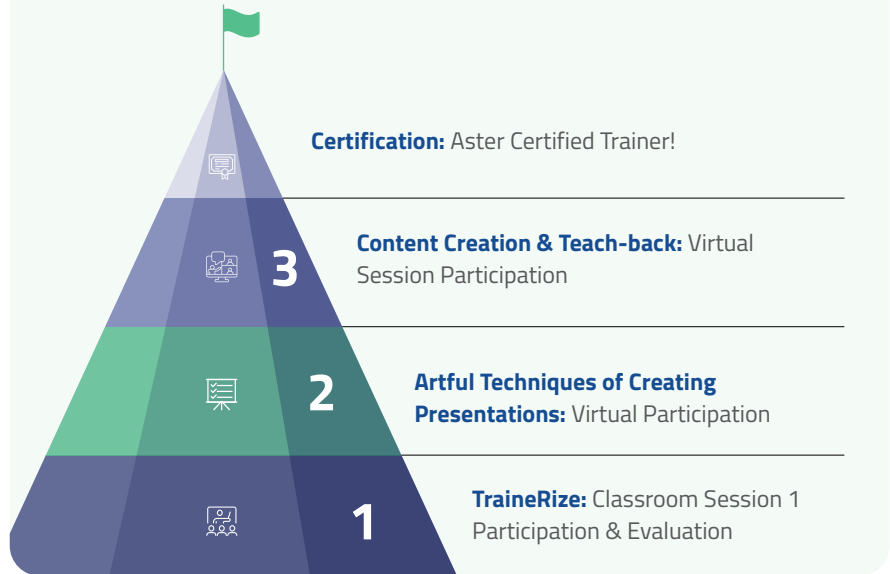 Certification: Aster Certified Trainer!
3
Content Creation & Teach-back: Virtual
Session Participation
2
Artful Techniques of Creating
Presentations: Virtual Participation
1
TraineRize: Classroom Session 1
Participation & Evaluation